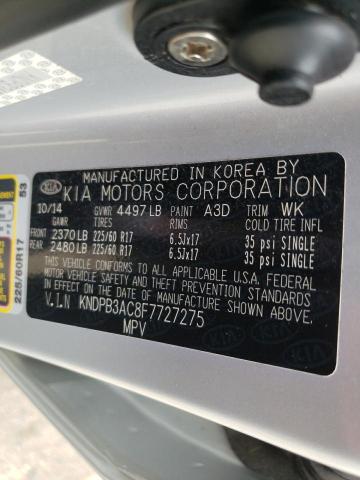 MANUFACTURED IN KOREA BY
KIA KIA MOTORS CORPORATION
10/14 GVWR 4497 LB PAINT A3D TRIM WK
GAWR TIRES RIMS COLD TIRE INFL
FRONT 2370 LB 225/60 R17 6.5Jx17 35 psi SINGLE
REAR 2480 LB 225/60 R17 6.5Jx17 35 psi SINGLE
THIS VEHICLE CONFORMS TO ALL APPLICABLE U.S.A. FEDERAL
MOTOR VEHICLE SAFETY, BUMPER, AND THEFT PREVENTION
STANDARDS IN EFFECT ON THE DATE OF MANUFACTURE SHOWN ABOVE.
V.I.N KNDPB3AC8F7727275
MPV
53
225/60R17